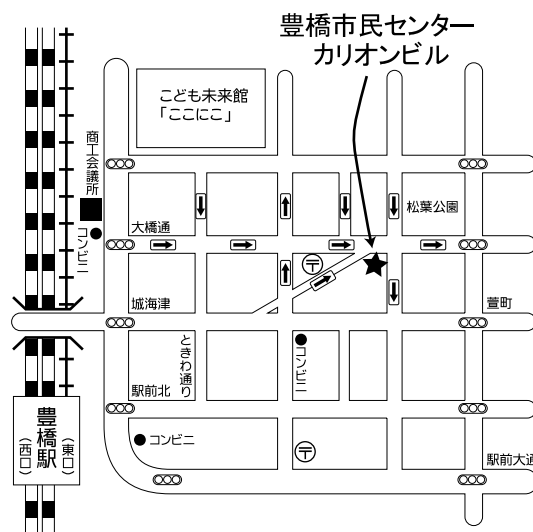 豊橋市民センター
カリオンビル
こども未来館
「ここにこ」
商工会議所
コンビニ
大橋通
松葉公園
〒
城海津
萱町
ときわ通り
コンビニ
駅前北
コンビニ
〒
駅前大通
豊橋駅
(東口)
(西口)